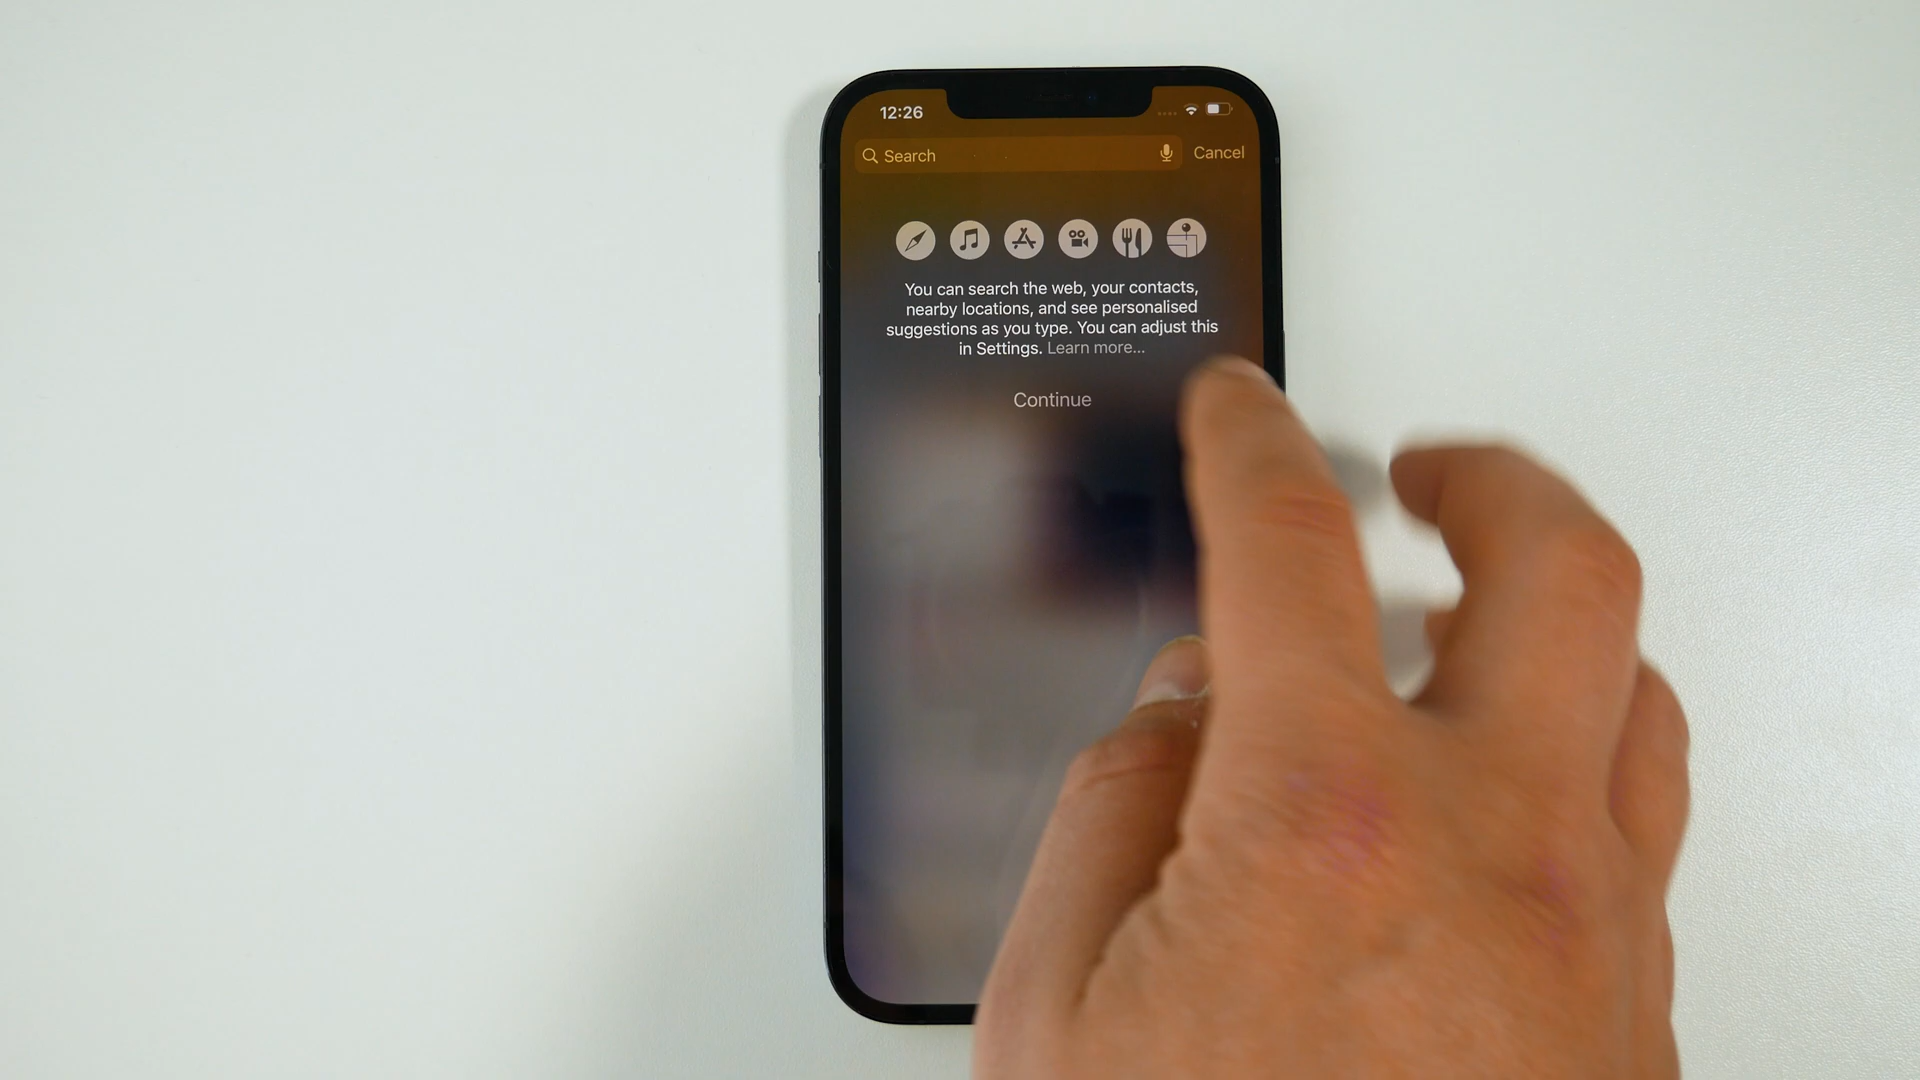 12:26
Search
Cancel
You can search the web, your contacts,
nearby locations, and see personalised
suggestions as you type. You can adjust this
in Settings. Learn more...
Continue